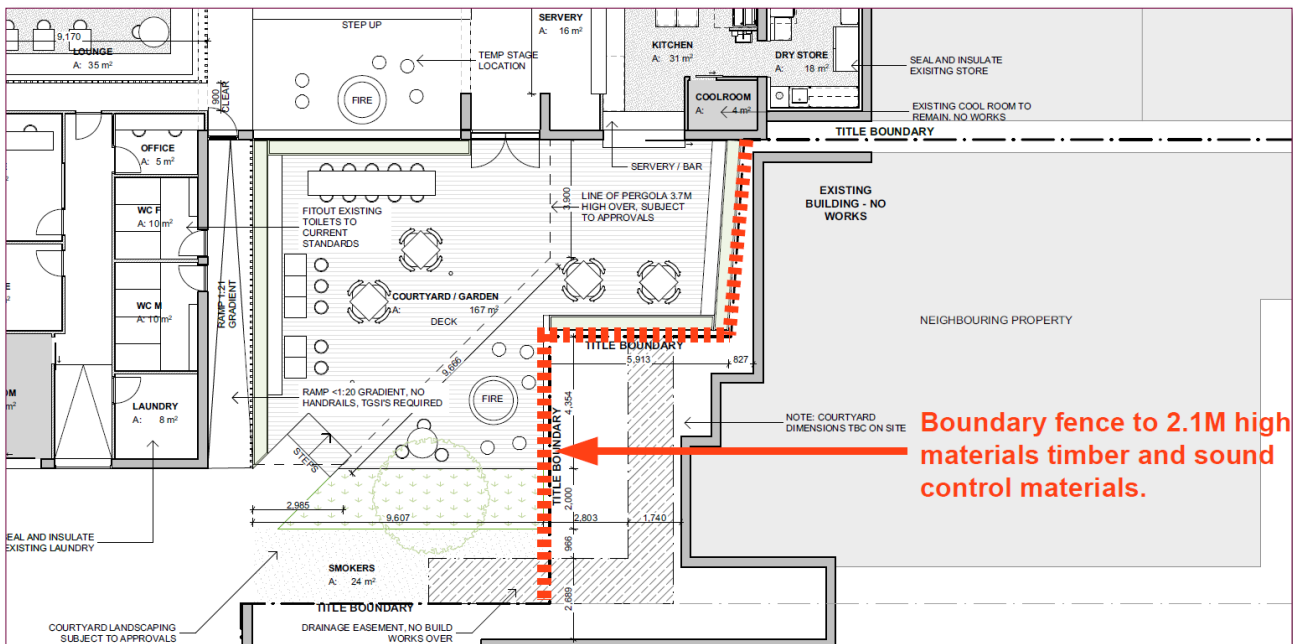 STEP UP
SERVERY
A: 16 m²
9,170
LOUNGE
A: 35 m²
TEMP STAGE
LOCATION
KITCHEN
A: 31 m²
DRY STORE
A: 18 m²
SEAL AND INSULATE
EXISITNG STORE
900
CLEAR
FIRE
COOLROOM
A: 4 m²
EXISTING COOL ROOM TO
REMAIN. NO WORKS
TITLE BOUNDARY
OFFICE
A: 5 m²
SERVERY / BAR
WC F
A: 10 m²
FITOUT EXISTING
TOILETS TO
CURRENT
STANDARDS
3,900
LINE OF PERGOLA 3.7M
HIGH OVER, SUBJECT
TO APPROVALS
EXISTING
BUILDING - NO
WORKS
RAMP 1:21
GRADIENT
WC M
A: 10 m²
COURTYARD / GARDEN
A: 167 m²
DECK
NEIGHBOURING PROPERTY
TITLE BOUNDARY
5,913
827
9,666
RAMP <1:20 GRADIENT, NO
HANDRAILS, TGSI'S REQUIRED
FIRE
4,354
LAUNDRY
A: 8 m²
NOTE: COURTYARD
DIMENSIONS TBC ON SITE
Boundary fence to 2.1M high
materials timber and sound
control materials.
STEPS
TITLE BOUNDARY
2,000
2,985
9,607
2,803
1,740
SEAL AND INSULATE
EXISTING LAUNDRY
966
SMOKERS
A: 24 m²
2,689
TITLE BOUNDARY
COURTYARD LANDSCAPING
SUBJECT TO APPROVALS
DRAINAGE EASEMENT, NO BUILD
WORKS OVER